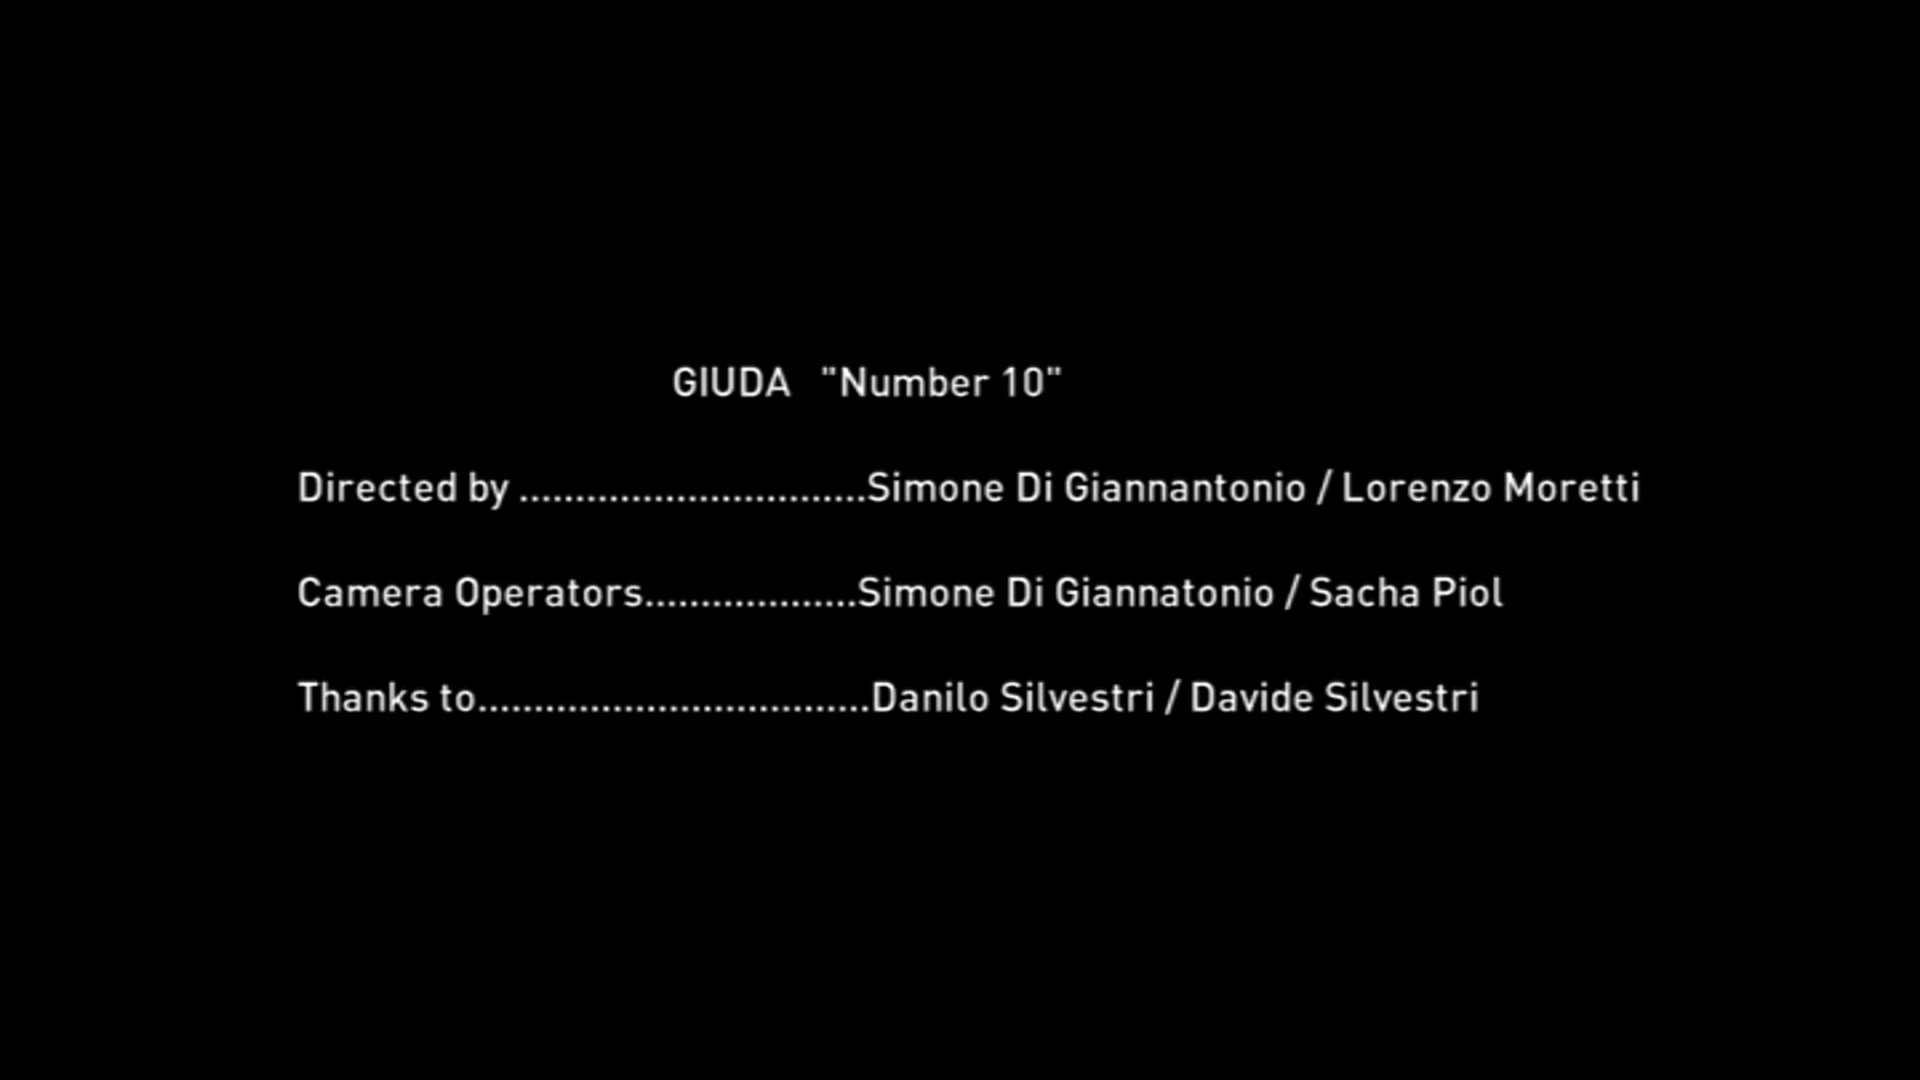 GIUDA "Number 10"
Directed by ...............................Simone Di Giannantonio / Lorenzo Moretti
Camera Operators...................Simone Di Giannatonio / Sacha Piol
Thanks to...................................Danilo Silvestri / Davide Silvestri